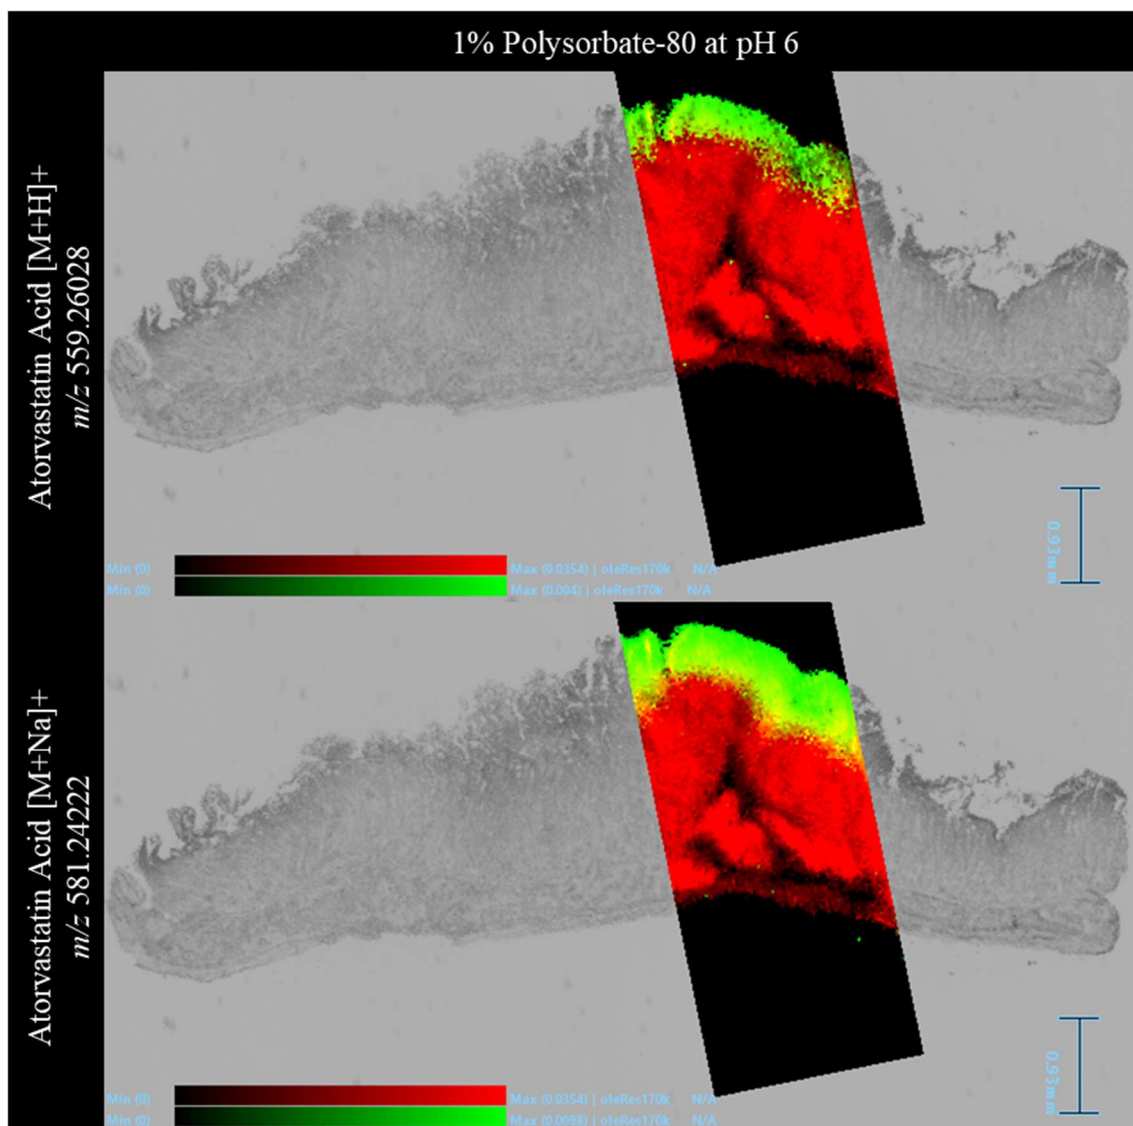 1% Polysorbate-80 at pH 6
Atorvastatin Acid [M+H]+
m/z 559.26028
0.93mm
Min (0) Max (0.0354) | oleRes170k N/A
Min (0) Max (0.004) | oleRes170k N/A
Atorvastatin Acid [M+Na]+
m/z 581.24222
0.93mm
Min (0) Max (0.0354) | oleRes170k N/A
Min (0) Max (0.0088) | oleRes170k N/A